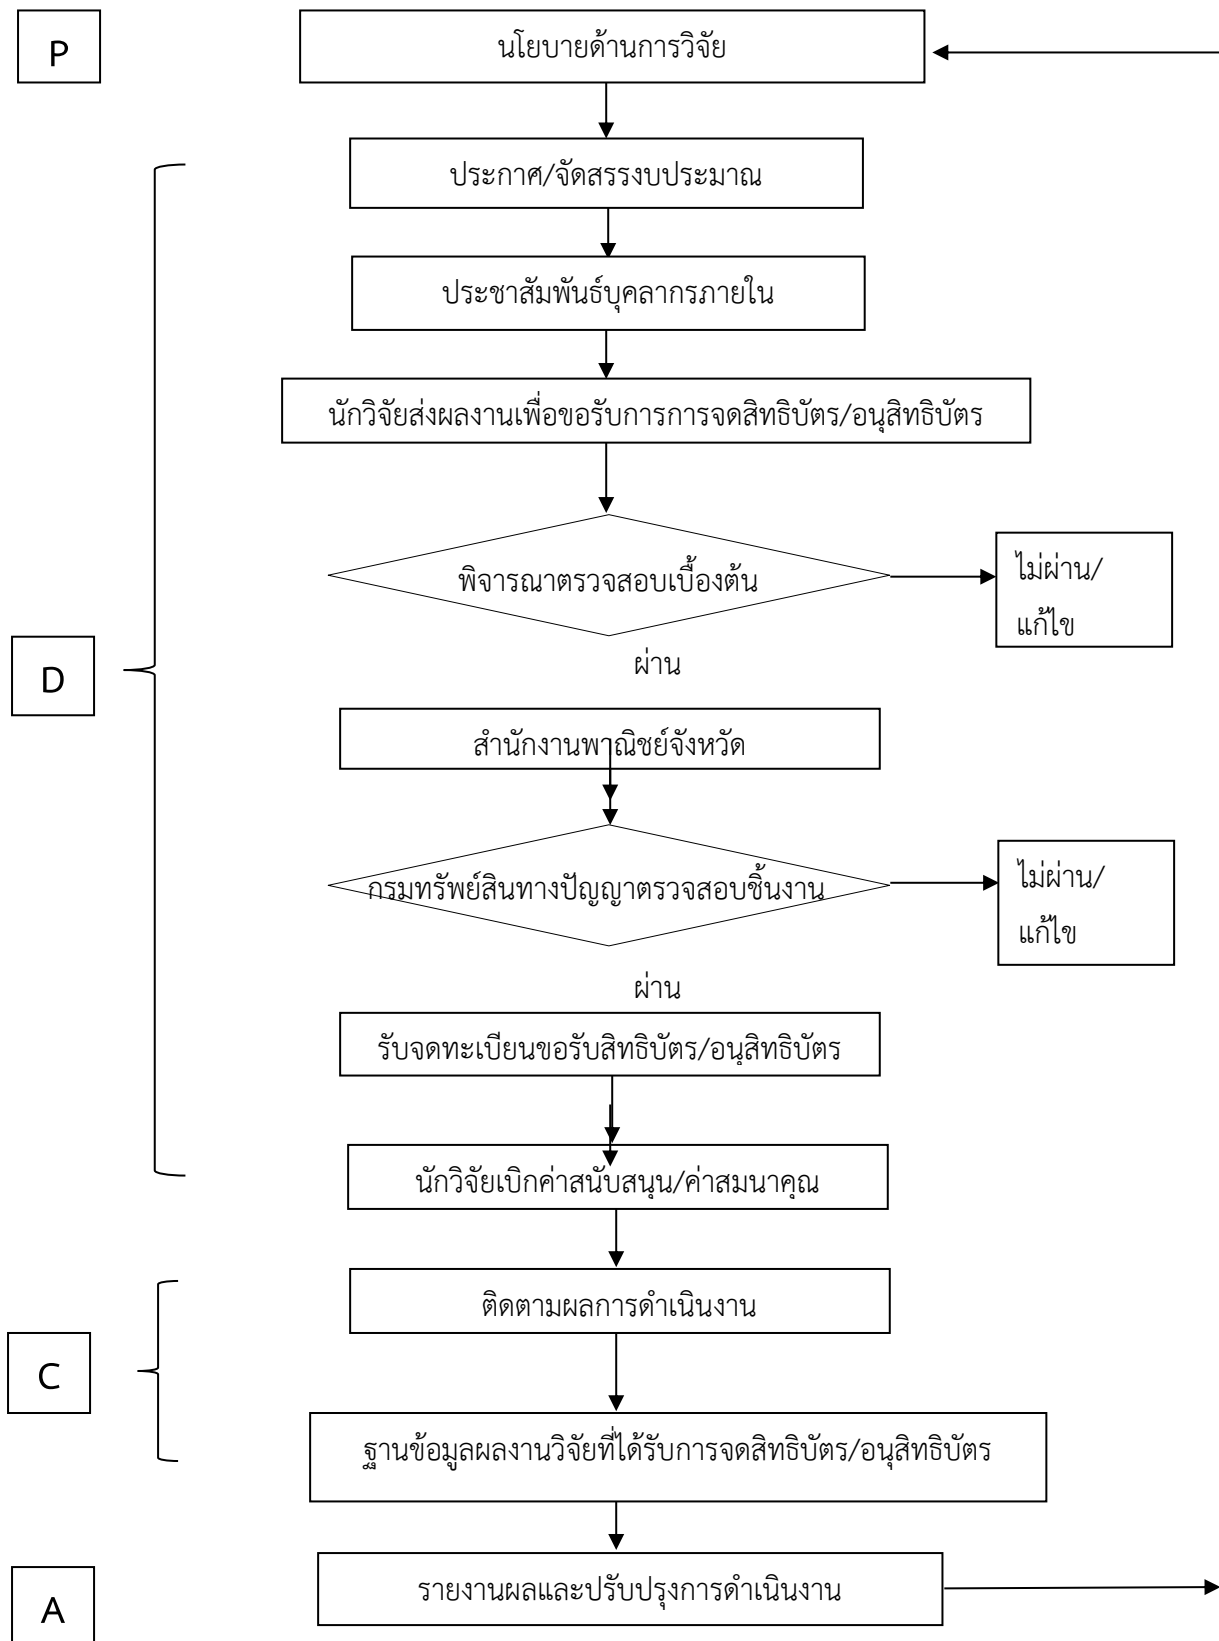 P
นโยบายด้านการวิจัย
ประกาศ/จัดสรรงบประมาณ
ประชาสัมพันธ์บุคลากรภายใน
นักวิจัยส่งผลงานเพื่อขอรับการการจดสิทธิบัตร/อนุสิทธิบัตร
พิจารณาตรวจสอบเบื้องต้น
ไม่ผ่าน/
แก้ไข
ผ่าน
D
สำนักงานพาณิชย์จังหวัด
กรมทรัพย์สินทางปัญญาตรวจสอบชิ้นงาน
ไม่ผ่าน/
แก้ไข
ผ่าน
รับจดทะเบียนขอรับสิทธิบัตร/อนุสิทธิบัตร
นักวิจัยเบิกค่าสนับสนุน/ค่าสมนาคุณ
ติดตามผลการดำเนินงาน
C
ฐานข้อมูลผลงานวิจัยที่ได้รับการจดสิทธิบัตร/อนุสิทธิบัตร
รายงานผลและปรับปรุงการดำเนินงาน
A